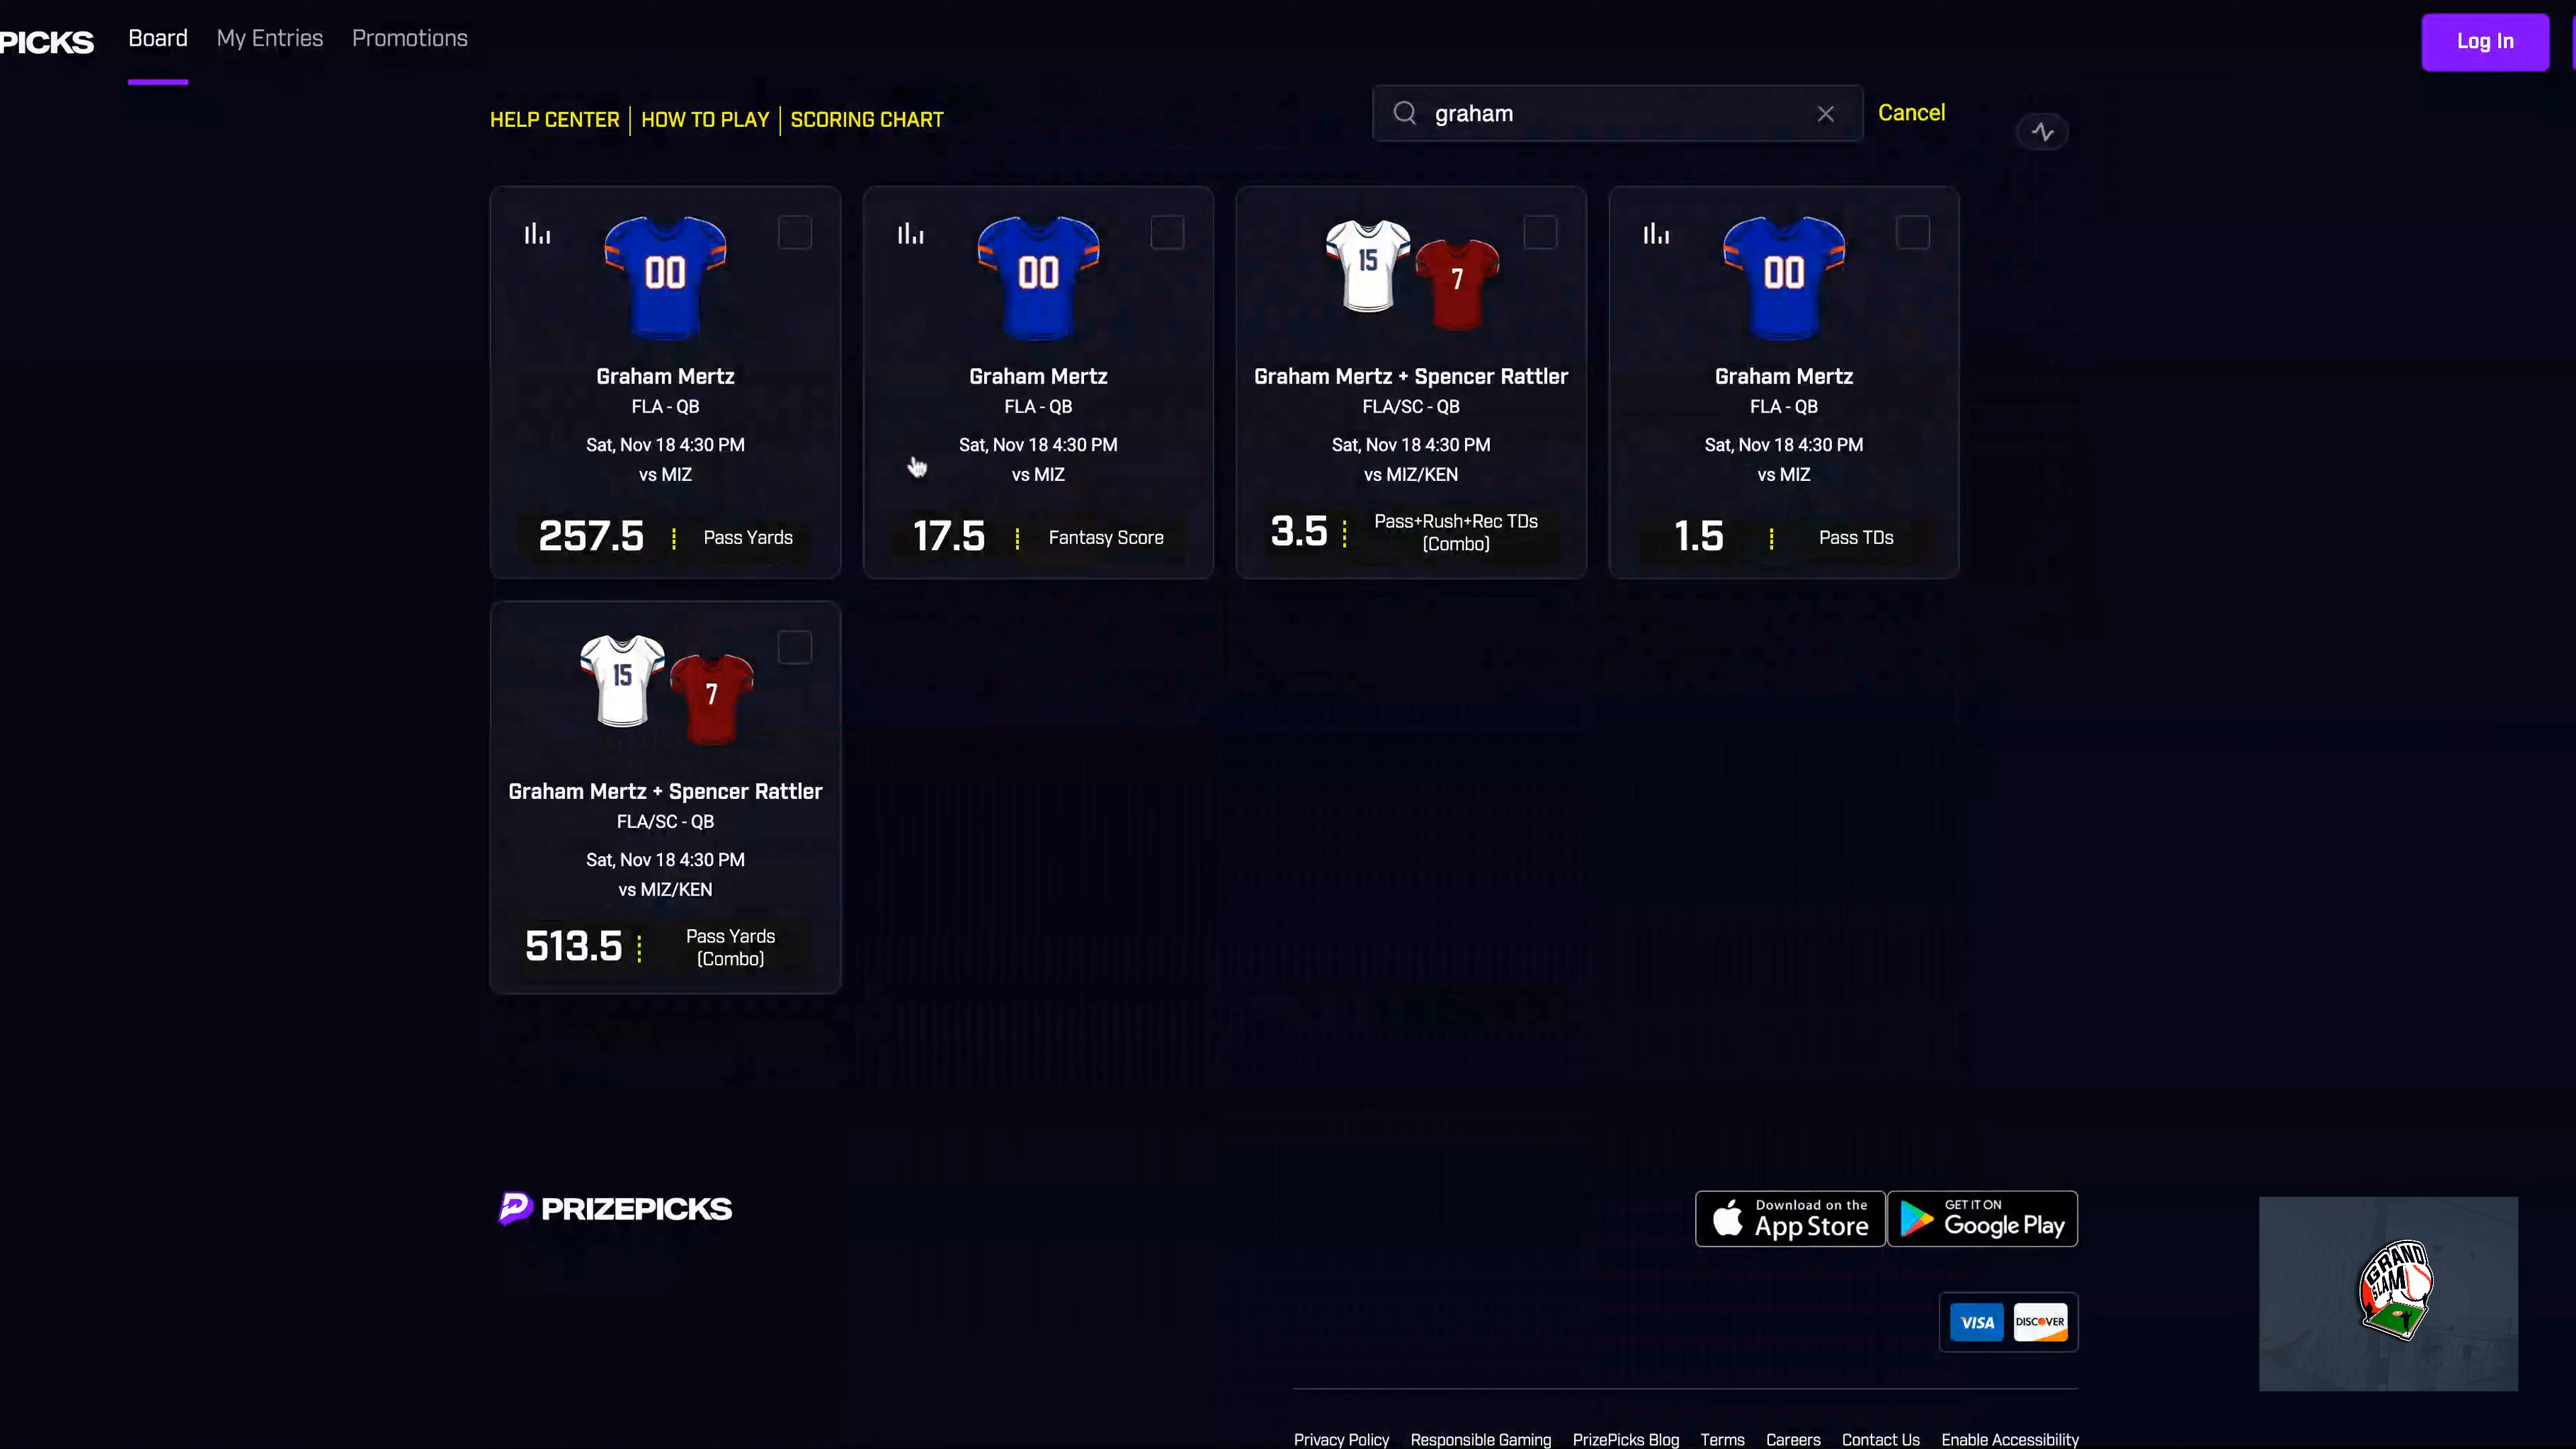 PICKS
Board
My Entries
Promotions
Log In
HELP CENTER
HOW TO PLAY
SCORING CHART
graham
Cancel
00
Graham Mertz
FLA - QB
Sat, Nov 18 4:30 PM
vs MIZ
257.5
Pass Yards
00
Graham Mertz
FLA - QB
Sat, Nov 18 4:30 PM
vs MIZ
17.5
Fantasy Score
15
7
Graham Mertz + Spencer Rattler
FLA/SC - QB
Sat, Nov 18 4:30 PM
vs MIZ/KEN
3.5
Pass+Rush+Rec TDs
(Combo)
00
Graham Mertz
FLA - QB
Sat, Nov 18 4:30 PM
vs MIZ
1.5
Pass TDs
15
7
Graham Mertz + Spencer Rattler
FLA/SC - QB
Sat, Nov 18 4:30 PM
vs MIZ/KEN
513.5
Pass Yards
(Combo)
PRIZEPICKS
Download on the
App Store
GET IT ON
Google Play
VISA
DISCOVER
GRAND
SLAM
Privacy Policy
Responsible Gaming
PrizePicks Blog
Terms
Careers
Contact Us
Enable Accessibility